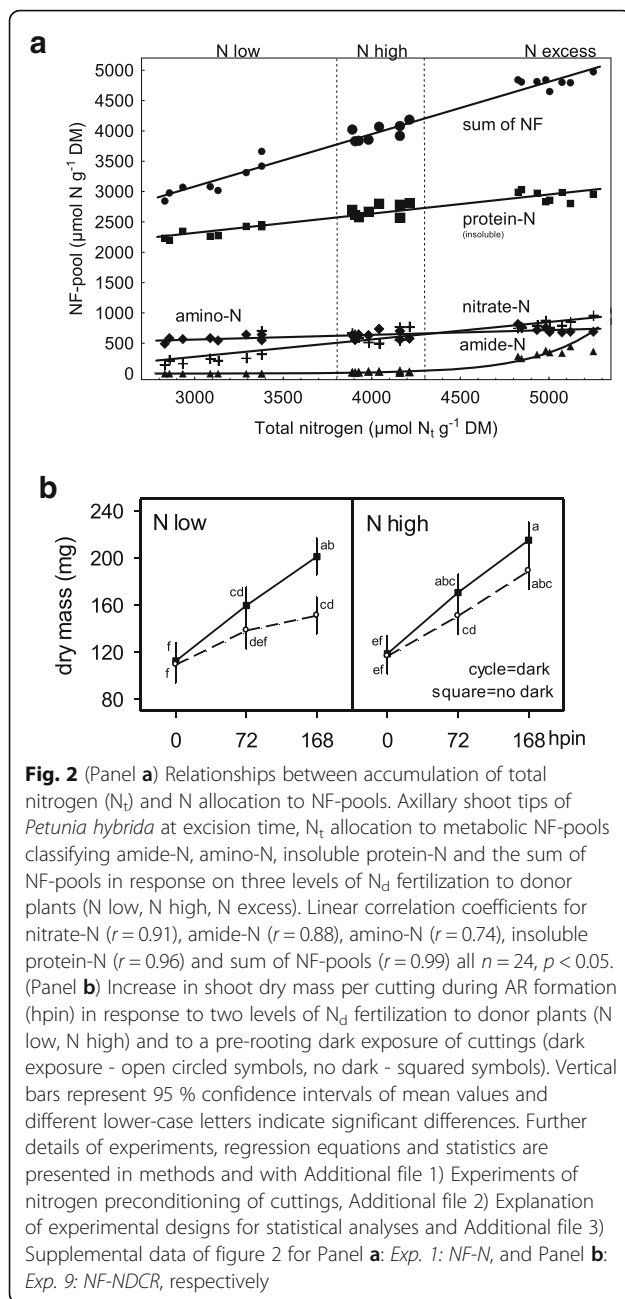 a
N low N high N excess
5000
4500
4000
3500
3000
2500
2000
1500
1000
500
0
NF-pool (µmol N g⁻¹ DM)
sum of NF
protein-N
(insoluble)
amino-N
nitrate-N
amide-N
3000 3500 4000 4500 5000
Total nitrogen (µmol Nₜ g⁻¹ DM)
b
240
200
160
120
80
dry mass (mg)
N low
f
f
cd
def
ab
cd
N high
ef
ef
abc
cd
a
abc
cycle=dark
square=no dark
0 72 168 0 72 168 hpin
Fig. 2 (Panel a) Relationships between accumulation of total
nitrogen (Nₜ) and N allocation to NF-pools. Axillary shoot tips of
Petunia hybrida at excision time, Nₜ allocation to metabolic NF-pools
classifying amide-N, amino-N, insoluble protein-N and the sum of
NF-pools in response on three levels of N_d fertilization to donor
plants (N low, N high, N excess). Linear correlation coefficients for
nitrate-N (r = 0.91), amide-N (r = 0.88), amino-N (r = 0.74), insoluble
protein-N (r = 0.96) and sum of NF-pools (r = 0.99) all n = 24, p < 0.05.
(Panel b) Increase in shoot dry mass per cutting during AR formation
(hpin) in response to two levels of N_d fertilization to donor plants (N
low, N high) and to a pre-rooting dark exposure of cuttings (dark
exposure - open circled symbols, no dark - squared symbols). Vertical
bars represent 95 % confidence intervals of mean values and
different lower-case letters indicate significant differences. Further
details of experiments, regression equations and statistics are
presented in methods and with Additional file 1) Experiments of
nitrogen preconditioning of cuttings, Additional file 2) Explanation
of experimental designs for statistical analyses and Additional file 3)
Supplemental data of figure 2 for Panel a: Exp. 1: NF-N, and Panel b:
Exp. 9: NF-NDCR, respectively